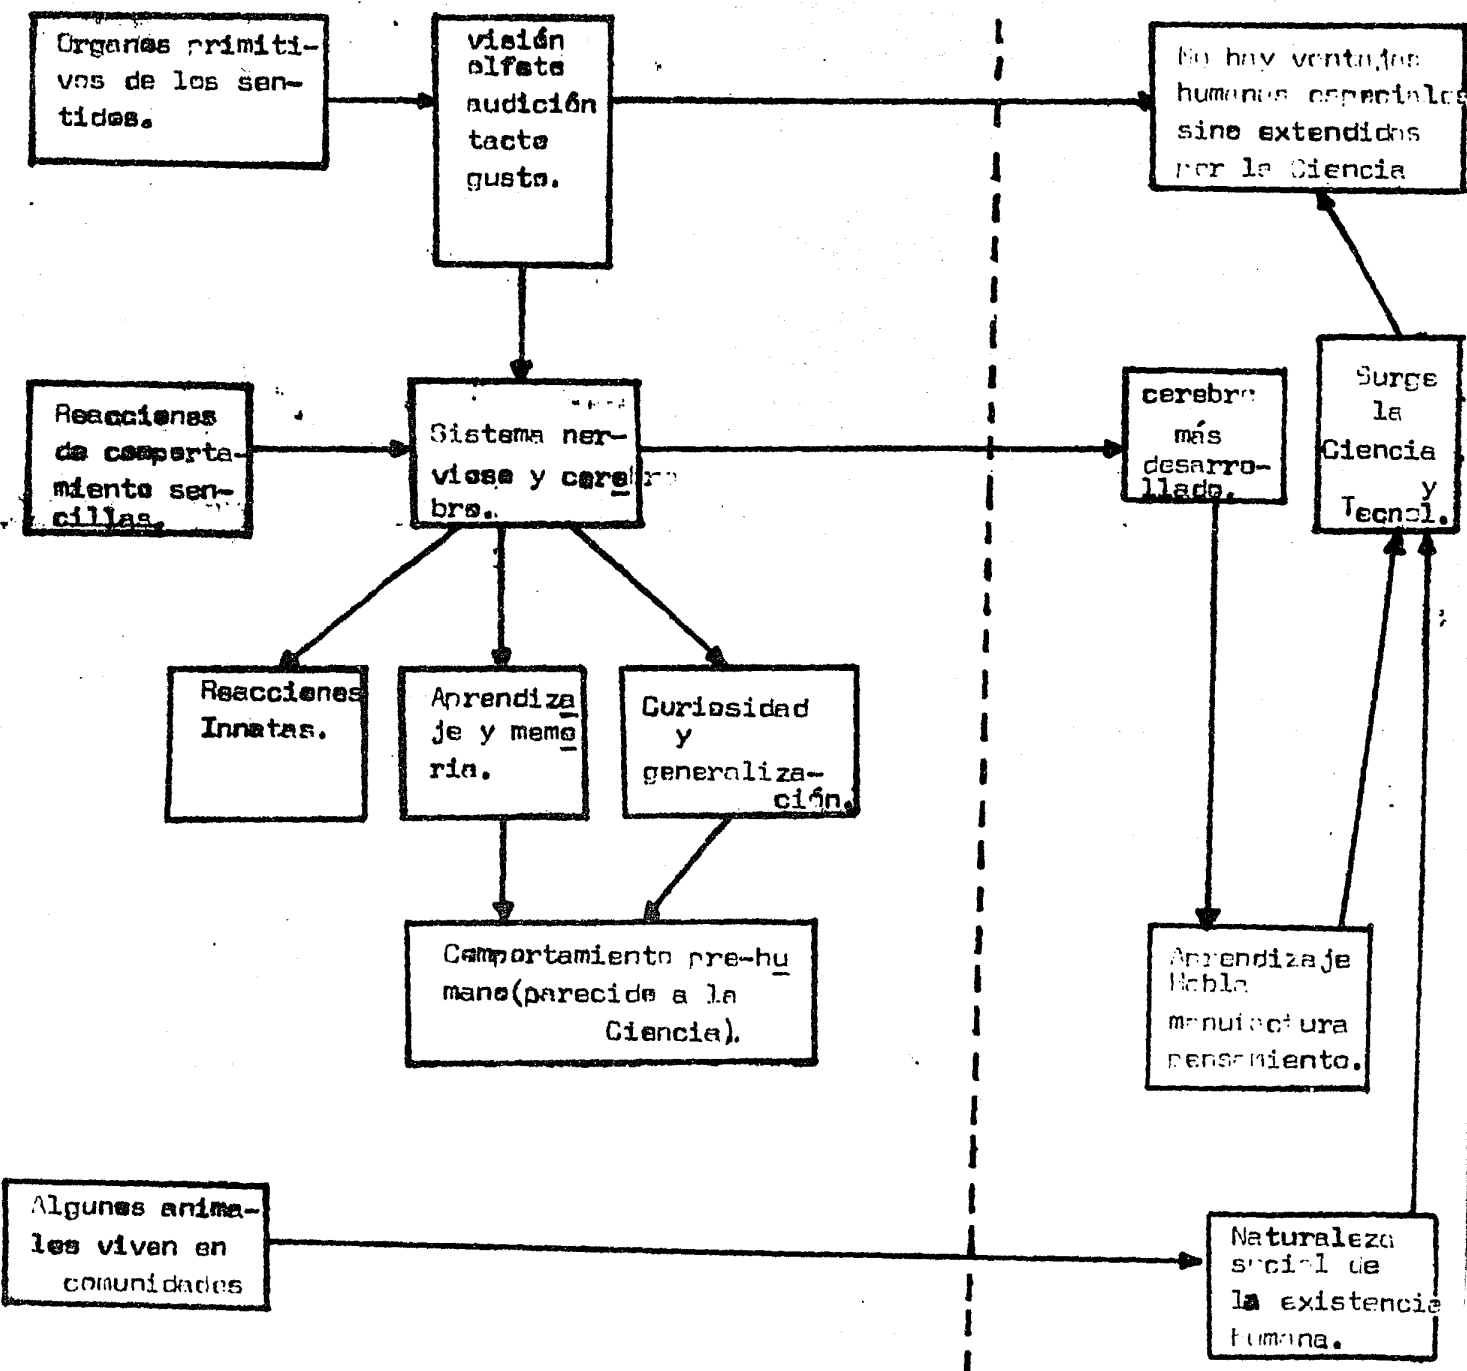 Organos primiti-
vos de los sen-
tidos.
visión
olfato
audición
tacto
gusto.
No hay ventajas
humanas especiales
sino extendidos
por la Ciencia
Reacciones
de comporta-
miento sen-
cillas.
Sistema ner-
vioso y cere
bro.
cerebro
más
desarro-
llado.
Surge
la
Ciencia
y
Tecnol.
Reacciones
Innatas.
Aprendiza
je y memo
ria.
Curiosidad
y
generaliza-
ción.
Comportamiento pre-hu
mano(parecido a la
Ciencia).
Aprendizaje
Habla
manufactura
pensamiento.
Algunos anima-
les viven en
comunidades
Naturaleza
social de
la existencia
humana.